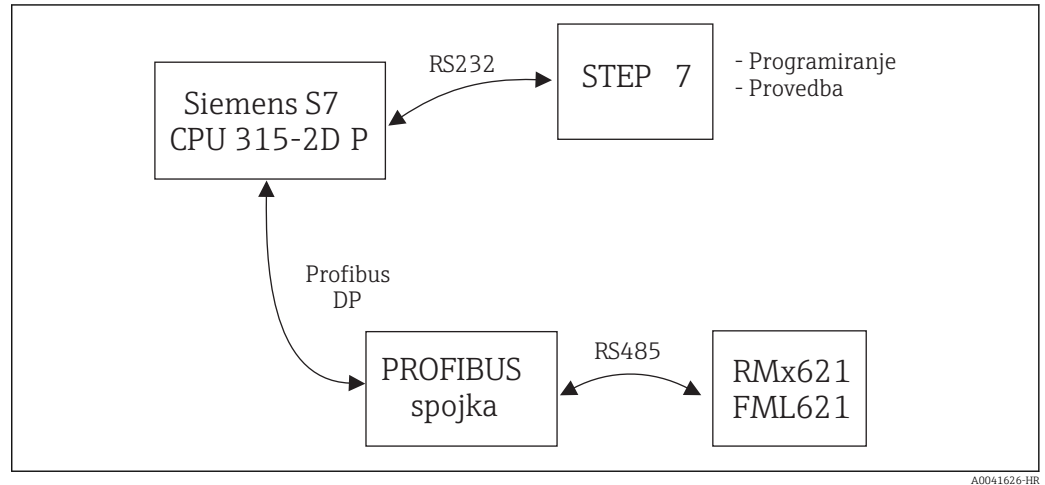 RS232
STEP 7
- Programiranje
- Provedba
Siemens S7
CPU 315-2D P
Profibus
DP
PROFIBUS
spojka
RS485
RMx621
FML621
A0041626-HR